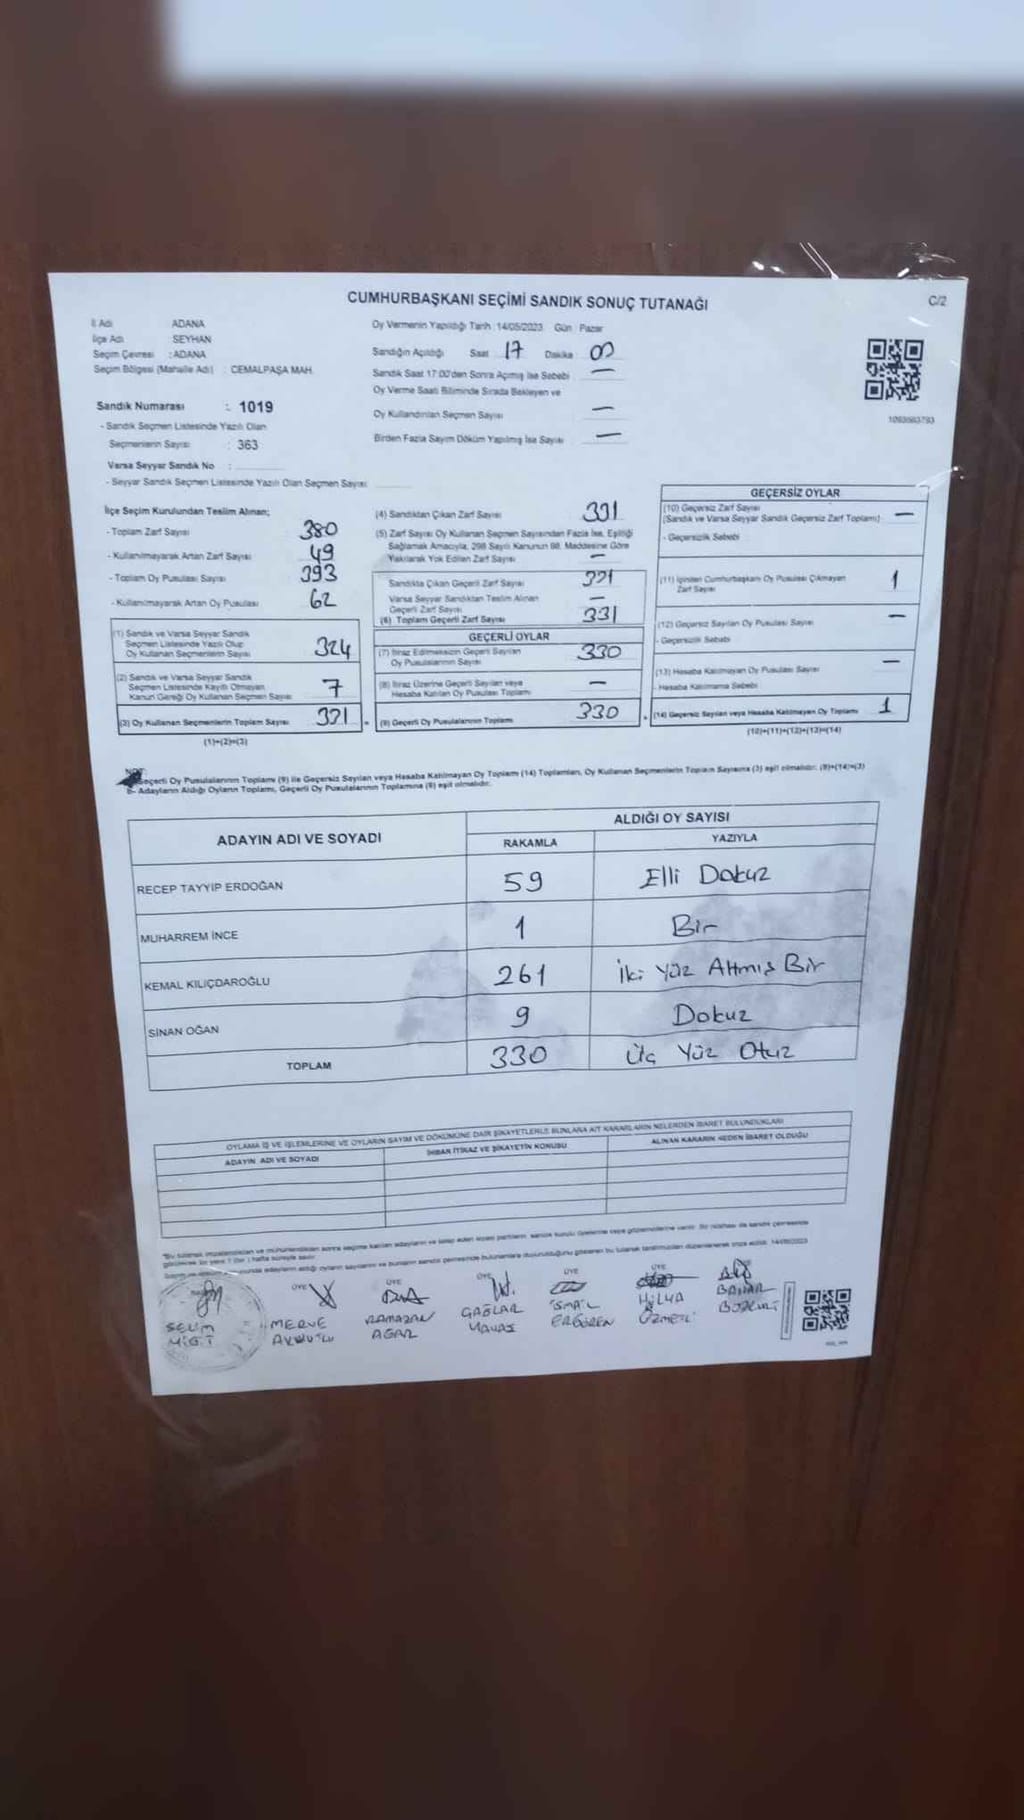 CUMHURBAŞKANI SEÇİMİ SANDIK SONUÇ TUTANAĞI
C/2
İl Adı ADANA
İlçe Adı SEYHAN
Seçim Çevresi : ADANA
Seçim Bölgesi (Mahalle Adı) : CEMALPAŞA MAH.
Sandık Numarası : 1019
- Sandık Seçmen Listesinde Yazılı Olan
Seçmenlerin Sayısı : 363
Varsa Seyyar Sandık No :
- Seyyar Sandık Seçmen Listesinde Yazılı Olan Seçmen Sayısı
Oy Vermenin Yapıldığı Tarih : 14/05/2023 Gün : Pazar
Sandığın Açıldığı Saat 17 Dakika
Sandık Saat 17:00'den Sonra Açmış İse Sebebi —
Oy Verme Saati Bitiminde Sırada Bekleyen ve
Oy Kullandırılan Seçmen Sayısı —
Birden Fazla Sayım Döküm Yapılmış İse Sayısı —
İlçe Seçim Kurulundan Teslim Alınan;
- Toplam Zarf Sayısı 380
- Kullanılmayarak Artan Zarf Sayısı 49
- Toplam Oy Pusulası Sayısı 393
- Kullanılmayarak Artan Oy Pusulası 62
(1) Sandık ve Varsa Seyyar Sandık
Seçmen Listesinde Yazılı Olup
Oy Kullanan Seçmenlerin Sayısı 324
(2) Sandık ve Varsa Seyyar Sandık
Seçmen Listesinde Kayıtlı Olmayan
Kanun Gereği Oy Kullanan Seçmen Sayısı 7
(3) Oy Kullanan Seçmenlerin Toplam Sayısı 331
(1)+(2)=(3)
(4) Sandıktan Çıkan Zarf Sayısı 331
(5) Zarf Sayısı Oy Kullanan Seçmen Sayısından Fazla İse, Eşitliği
Sağlamak Amacıyla, 298 Sayılı Kanunun 98. Maddesine Göre
Yakılarak Yok Edilen Zarf Sayısı —
Sandıkta Çıkan Geçerli Zarf Sayısı 331
Varsa Seyyar Sandıktan Teslim Alınan
Geçerli Zarf Sayısı —
(6) Toplam Geçerli Zarf Sayısı 331
GEÇERLİ OYLAR
(7) İtiraz Edilmeksizin Geçerli Sayılan
Oy Pusulalarının Sayısı 330
(8) İtiraz Üzerine Geçerli Sayılan veya
Hesaba Katılan Oy Pusulası Toplamı —
(9) Geçerli Oy Pusulalarının Toplamı 330
GEÇERSİZ OYLAR
(10) Geçersiz Zarf Sayısı
(Sandık ve Varsa Seyyar Sandık Geçersiz Zarf Toplamı) —
- Geçersizlik Sebebi
(11) İçinden Cumhurbaşkanı Oy Pusulası Çıkmayan
Zarf Sayısı 1
(12) Geçersiz Sayılan Oy Pusulası Sayısı —
- Geçersizlik Sebebi
(13) Hesaba Katılmayan Oy Pusulası Sayısı —
- Hesaba Katılmama Sebebi
(14) Geçersiz Sayılan veya Hesaba Katılmayan Oy Toplamı 1
(10)+(11)+(12)+(13)=(14)
Geçerli Oy Pusulalarının Toplamı (9) ile Geçersiz Sayılan veya Hesaba Katılmayan Oy Toplamı (14) Toplamları, Oy Kullanan Seçmenlerin Toplam Sayısına (3) eşit olmalıdır. (9)+(14)=(3)
B- Adayların Aldığı Oyların Toplamı, Geçerli Oy Pusulalarının Toplamına (9) eşit olmalıdır.
ADAYIN ADI VE SOYADI ALDIĞI OY SAYISI
RAKAMLA YAZIYLA
RECEP TAYYİP ERDOĞAN 59 Elli Dokuz
MUHARREM İNCE 1 Bir
KEMAL KILIÇDAROĞLU 261 İki Yüz Altmış Bir
SİNAN OĞAN 9 Dokuz
TOPLAM 330 Üç Yüz Otuz
OYLAMA İŞ VE İŞLEMLERİNE VE OYLARIN SAYIM VE DÖKÜMÜNE DAİR ŞİKAYETLERLE BUNLARA AİT KARARLARIN NELERDEN İBARET BULUNDUKLARI
ADAYIN ADI VE SOYADI İHBAR İTİRAZ VE ŞİKAYETİN KONUSU ALINAN KARARIN NEDEN İBARET OLDUĞU
ÜYE ÜYE ÜYE ÜYE ÜYE
SELİM MERVE RAMAZAN ÇAĞLAR İSMAİL HÜLYA BAHAR
AGAR YAVAŞ ERGÖREN